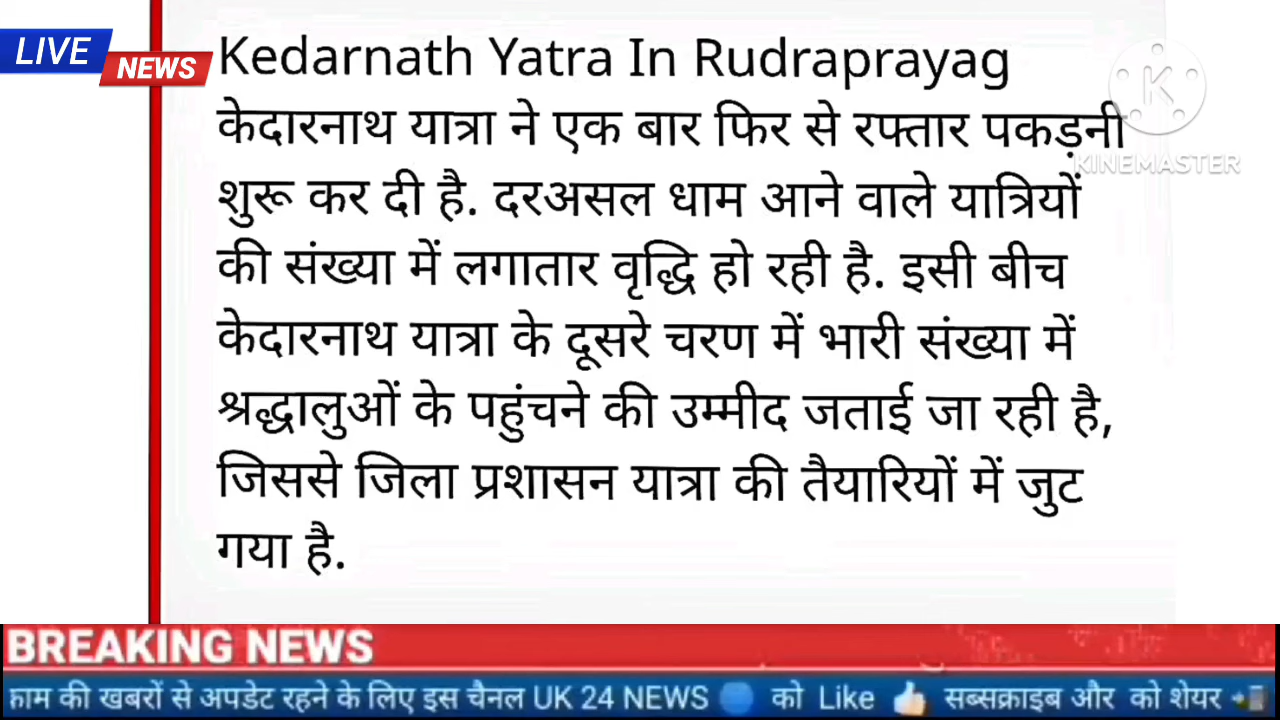 LIVE
NEWS
Kedarnath Yatra In Rudraprayag
केदारनाथ यात्रा ने एक बार फिर से रफ्तार पकड़नी
शुरू कर दी है. दरअसल धाम आने वाले यात्रियों
की संख्या में लगातार वृद्धि हो रही है. इसी बीच
केदारनाथ यात्रा के दूसरे चरण में भारी संख्या में
श्रद्धालुओं के पहुंचने की उम्मीद जताई जा रही है,
जिससे जिला प्रशासन यात्रा की तैयारियों में जुट
गया है.
K
KINEMASTER
BREAKING NEWS
काम की खबरों से अपडेट रहने के लिए इस चैनल UK 24 NEWS 🔵 को Like 👍 सब्सक्राइब और को शेयर 📲